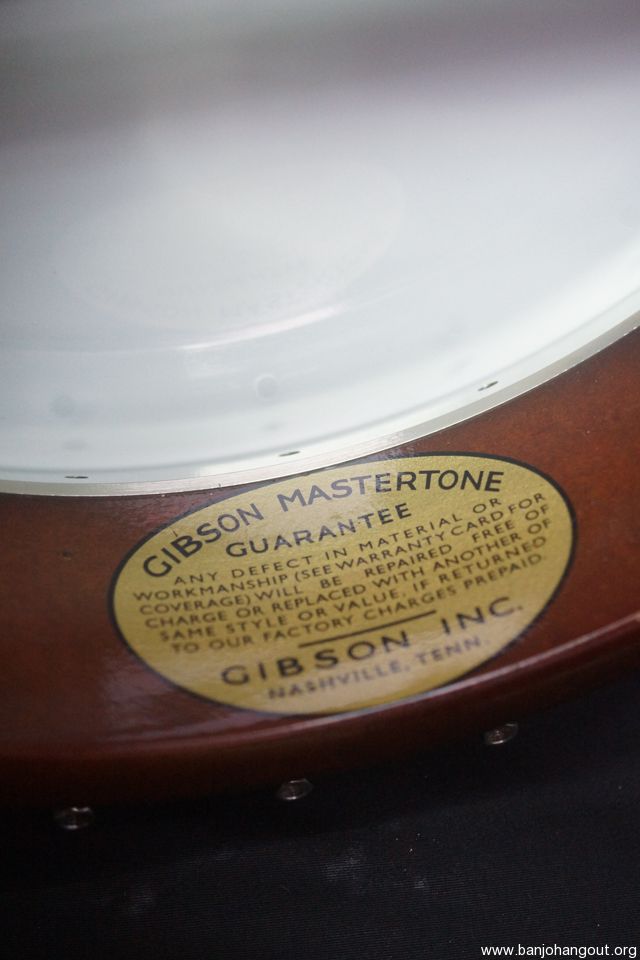 GIBSON MASTERTONE
GUARANTEE
ANY DEFECT IN MATERIAL OR
WORKMANSHIP (SEE WARRANTY CARD FOR
COVERAGE) WILL BE REPAIRED FREE OF
CHARGE OR REPLACED WITH ANOTHER OF
SAME STYLE OR VALUE, IF RETURNED
TO OUR FACTORY CHARGES PREPAID
GIBSON INC.
NASHVILLE, TENN.
www.banjohangout.org